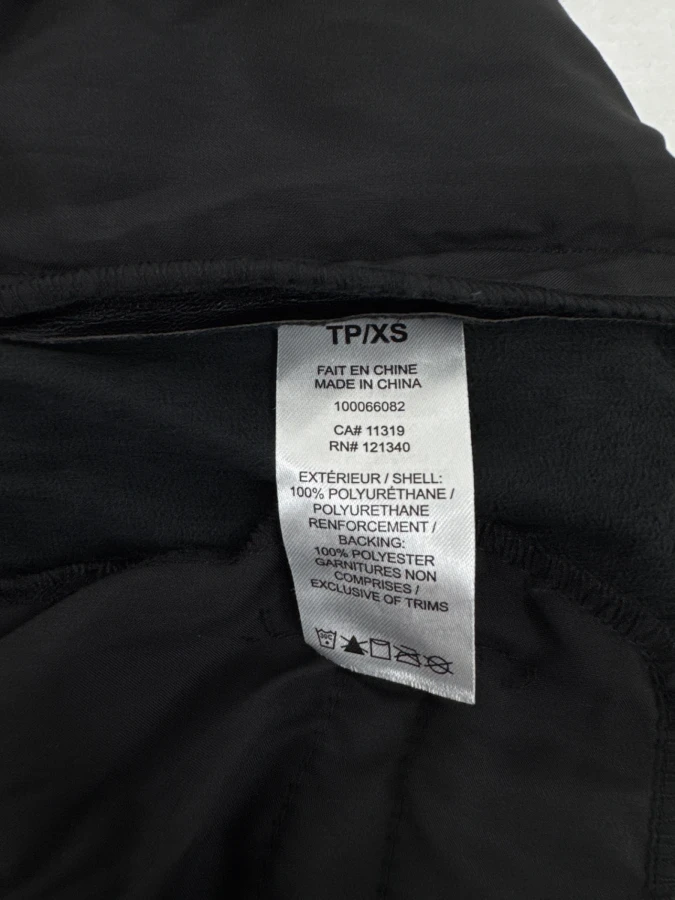 TP/XS
FAIT EN CHINE
MADE IN CHINA
100066082
CA# 11319
RN# 121340
EXTÉRIEUR / SHELL:
100% POLYURÉTHANE /
POLYURETHANE
RENFORCEMENT /
BACKING:
100% POLYESTER
GARNITURES NON
COMPRISES /
EXCLUSIVE OF TRIMS